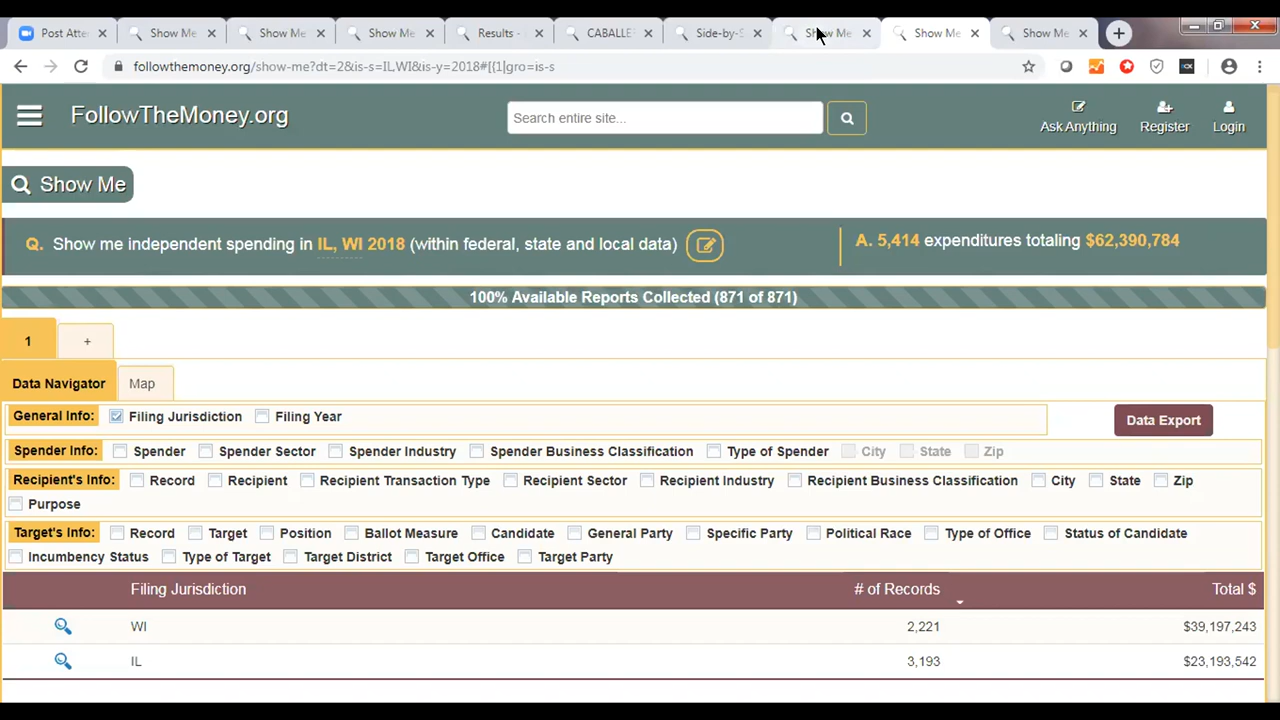 Post Atte
Show Me
Show Me
Show Me
Results -
CABALLE
Side-by-S
Show Me
Show Me
Show Me
followthemoney.org/show-me?dt=2&is-s=ILWI&is-y=2018#[{1|gro=is-s
FollowTheMoney.org
Search entire site...
Ask Anything
Register
Login
Show Me
Q. Show me independent spending in IL, WI 2018 (within federal, state and local data)
A. 5,414 expenditures totaling $62,390,784
100% Available Reports Collected (871 of 871)
1 +
Data Navigator Map
General Info: Filing Jurisdiction Filing Year
Data Export
Spender Info: Spender Spender Sector Spender Industry Spender Business Classification Type of Spender City State Zip
Recipient's Info: Record Recipient Recipient Transaction Type Recipient Sector Recipient Industry Recipient Business Classification City State Zip
Purpose
Target's Info: Record Target Position Ballot Measure Candidate General Party Specific Party Political Race Type of Office Status of Candidate
Incumbency Status Type of Target Target District Target Office Target Party
Filing Jurisdiction # of Records Total $
WI 2,221 $39,197,243
IL 3,193 $23,193,542